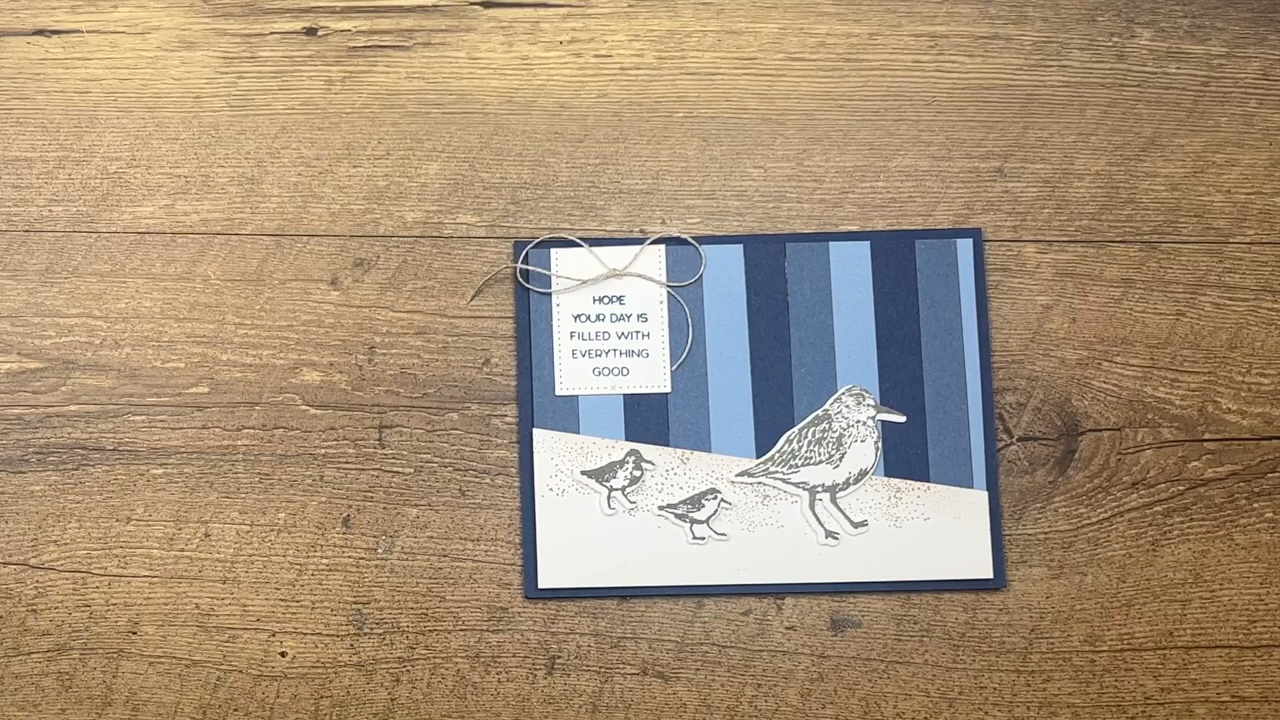 HOPE
YOUR DAY IS
FILLED WITH
EVERYTHING
GOOD